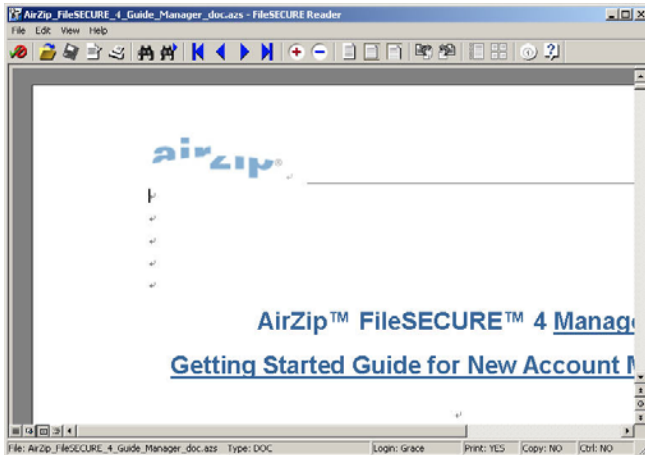 AirZip_FileSECURE_4_Guide_Manager_doc.azs - FileSECURE Reader
File Edit View Help
airzip®
AirZip™ FileSECURE™ 4 Manag
Getting Started Guide for New Account M
File: AirZip_FileSECURE_4_Guide_Manager_doc.azs Type: DOC Login: Grace Print: YES Copy: NO Ctrl: NO